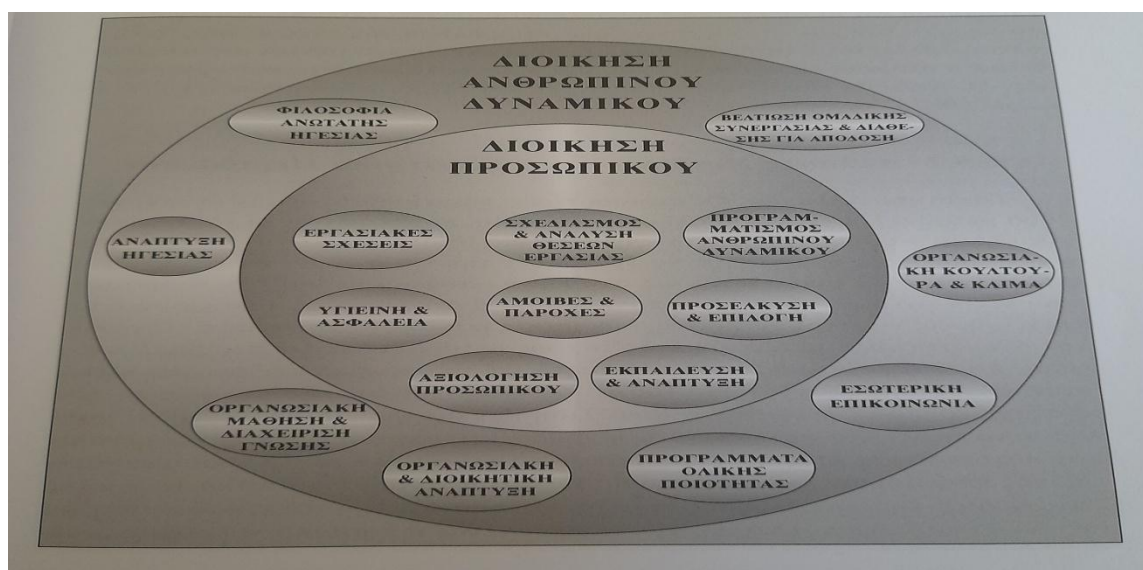 ΔΙΟΙΚΗΣΗ
ΑΝΘΡΩΠΙΝΟΥ
ΔΥΝΑΜΙΚΟΥ
ΦΙΛΟΣΟΦΙΑ
ΑΝΩΤΑΤΗΣ
ΗΓΕΣΙΑΣ
ΒΕΛΤΙΩΣΗ ΟΜΑΔΙΚΗΣ
ΣΥΝΕΡΓΑΣΙΑΣ & ΔΙΑΘΕ-
ΣΗΣ ΓΙΑ ΑΠΟΔΟΣΗ
ΔΙΟΙΚΗΣΗ
ΠΡΟΣΩΠΙΚΟΥ
ΑΝΑΠΤΥΞΗ
ΗΓΕΣΙΑΣ
ΕΡΓΑΣΙΑΚΕΣ
ΣΧΕΣΕΙΣ
ΣΧΕΔΙΑΣΜΟΣ
& ΑΝΑΛΥΣΗ
ΘΕΣΕΩΝ
ΕΡΓΑΣΙΑΣ
ΠΡΟΓΡΑΜ-
ΜΑΤΙΣΜΟΣ
ΑΝΘΡΩΠΙΝΟΥ
ΔΥΝΑΜΙΚΟΥ
ΟΡΓΑΝΩΣΙΑ-
ΚΗ ΚΟΥΛΤΟΥ-
ΡΑ & ΚΛΙΜΑ
ΥΓΙΕΙΝΗ &
ΑΣΦΑΛΕΙΑ
ΑΜΟΙΒΕΣ &
ΠΑΡΟΧΕΣ
ΠΡΟΣΕΛΚΥΣΗ
& ΕΠΙΛΟΓΗ
ΑΞΙΟΛΟΓΗΣΗ
ΠΡΟΣΩΠΙΚΟΥ
ΕΚΠΑΙΔΕΥΣΗ
& ΑΝΑΠΤΥΞΗ
ΕΣΩΤΕΡΙΚΗ
ΕΠΙΚΟΙΝΩΝΙΑ
ΟΡΓΑΝΩΣΙΑΚΗ
ΜΑΘΗΣΗ &
ΔΙΑΧΕΙΡΙΣΗ
ΓΝΩΣΗΣ
ΟΡΓΑΝΩΣΙΑΚΗ
& ΔΙΟΙΚΗΤΙΚΗ
ΑΝΑΠΤΥΞΗ
ΠΡΟΓΡΑΜΜΑΤΑ
ΟΛΙΚΗΣ
ΠΟΙΟΤΗΤΑΣ